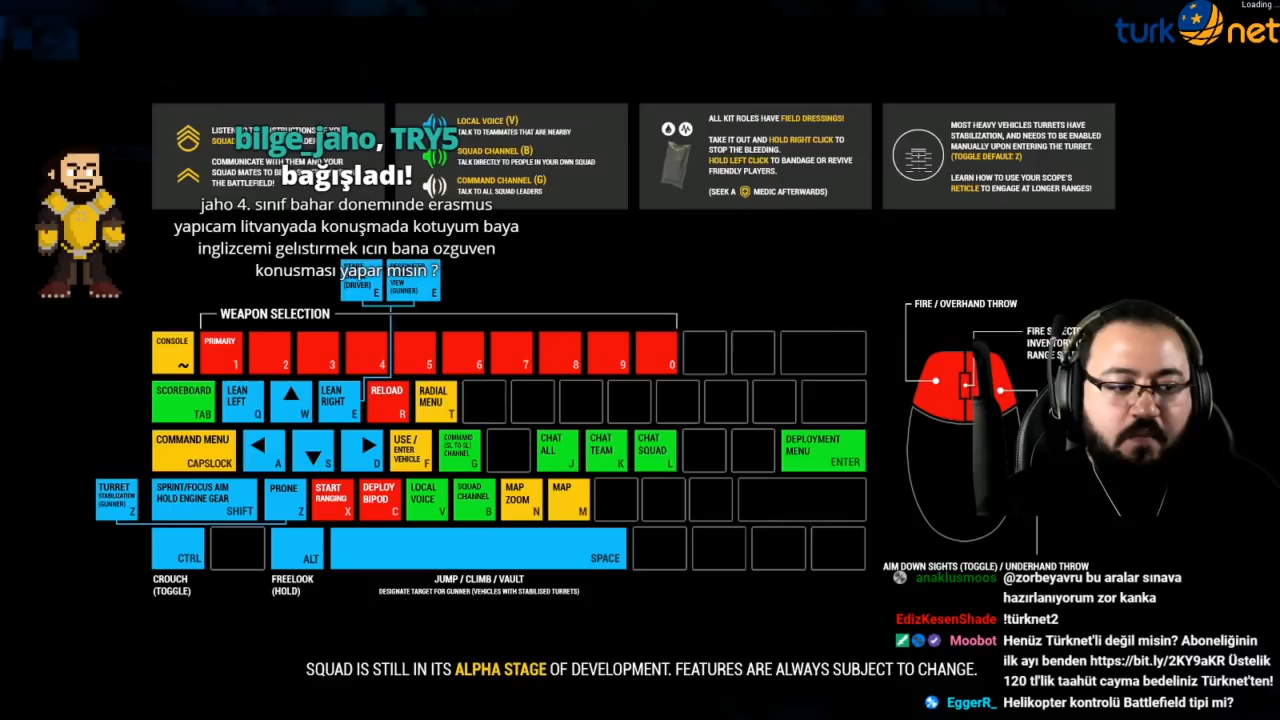 Loading...
turk net
LISTEN TO
SQUAD
COMMUNICATE WITH THEM AND YOUR
SQUAD MATES TO
THE BATTLEFIELD!
LOCAL VOICE (V)
TALK TO TEAMMATES THAT ARE NEARBY
SQUAD CHANNEL (B)
TALK DIRECTLY TO PEOPLE IN YOUR OWN SQUAD
COMMAND CHANNEL (G)
TALK TO ALL SQUAD LEADERS
ALL KIT ROLES HAVE FIELD DRESSINGS!
TAKE IT OUT AND HOLD RIGHT CLICK TO
STOP THE BLEEDING.
HOLD LEFT CLICK TO BANDAGE OR REVIVE
FRIENDLY PLAYERS.
(SEEK A MEDIC AFTERWARDS)
MOST HEAVY VEHICLES TURRETS HAVE
STABILIZATION, AND NEEDS TO BE ENABLED
MANUALLY UPON ENTERING THE TURRET.
(TOGGLE DEFAULT: Z)
LEARN HOW TO USE YOUR SCOPE'S
RETICLE TO ENGAGE AT LONGER RANGES!
bilge_jaho, TRY5
bağışladı!
jaho 4. sınıf bahar doneminde erasmus
yapıcam litvanyada konuşmada kotuyum baya
inglizcemi gelıstırmek ıcın bana ozguven
konusması yapar mısın ?
(DRIVER) E
VIEW
(GUNNER) E
WEAPON SELECTION
CONSOLE ~
PRIMARY 1
2
3
4
5
6
7
8
9
0
SCOREBOARD TAB
LEAN LEFT Q
W
LEAN RIGHT E
RELOAD R
RADIAL MENU T
COMMAND MENU CAPSLOCK
A
S
D
USE / ENTER VEHICLE F
COMMAND (SL TO SL) CHANNEL G
CHAT ALL J
CHAT TEAM K
CHAT SQUAD L
DEPLOYMENT MENU ENTER
TURRET STABILIZATION (GUNNER) Z
SPRINT/FOCUS AIM
HOLD ENGINE GEAR SHIFT
PRONE Z
START RANGING X
DEPLOY BIPOD C
LOCAL VOICE V
SQUAD CHANNEL B
MAP ZOOM N
MAP M
CTRL
ALT
SPACE
CROUCH
(TOGGLE)
FREELOOK
(HOLD)
JUMP / CLIMB / VAULT
DESIGNATE TARGET FOR GUNNER (VEHICLES WITH STABILISED TURRETS)
FIRE / OVERHAND THROW
FIRE
INVENTORY
RANGE
AIM DOWN SIGHTS (TOGGLE) / UNDERHAND THROW
SQUAD IS STILL IN ITS ALPHA STAGE OF DEVELOPMENT. FEATURES ARE ALWAYS SUBJECT TO CHANGE.
anaklusmoos @zorbeyavru bu aralar sınava
hazırlanıyorum zor kanka
EdizKesenShade !türknet2
Moobot Henüz Türknet'li değil misin? Aboneliğinin
ilk ayı benden https://bit.ly/2KY9aKR Üstelik
120 tl'lik taahüt cayma bedeliniz Türknet'ten!
EggerR_ Helikopter kontrolü Battlefield tipi mi?